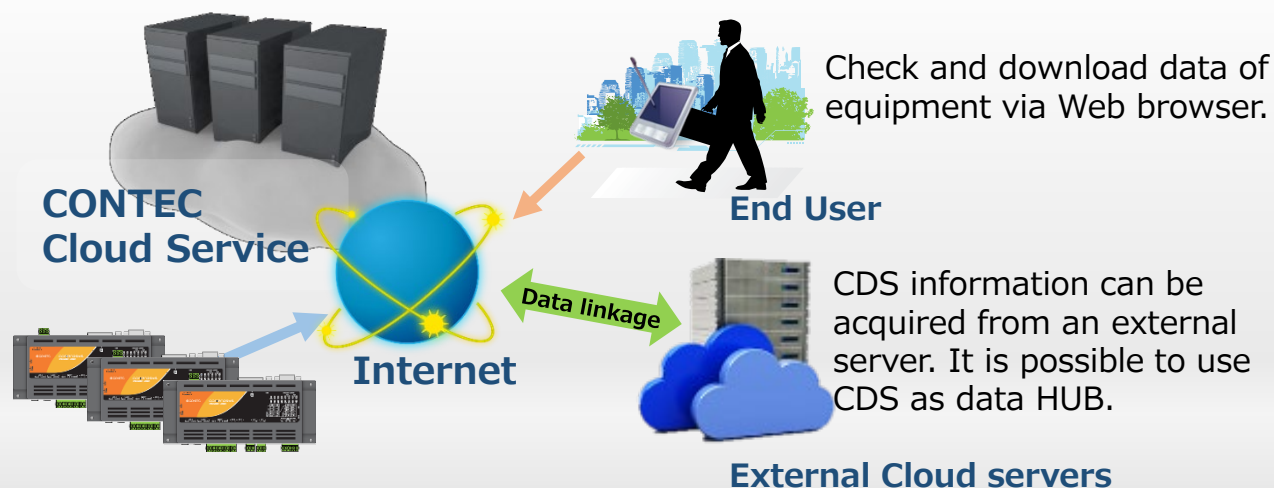 Check and download data of
equipment via Web browser.
End User
CONTEC
Cloud Service
Data linkage
Internet
CDS information can be
acquired from an external
server. It is possible to use
CDS as data HUB.
External Cloud servers